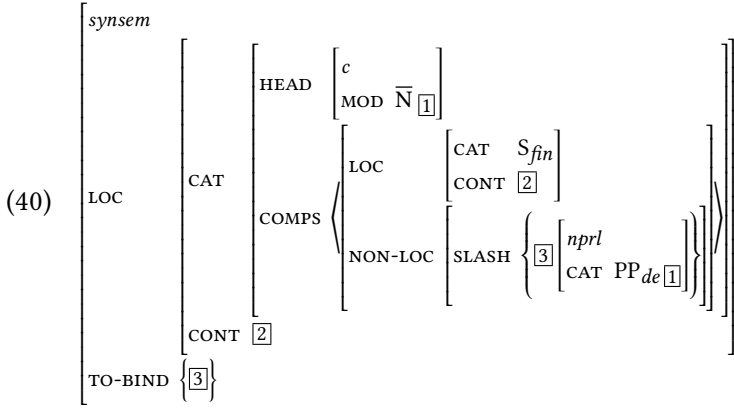 synsem
HEAD c
MOD N̅ 1
LOC CAT S fin
CONT 2
(40) LOC CAT COMPS
NON-LOC SLASH { 3 nprl
CAT PP de 1 }
CONT 2
TO-BIND { 3 }